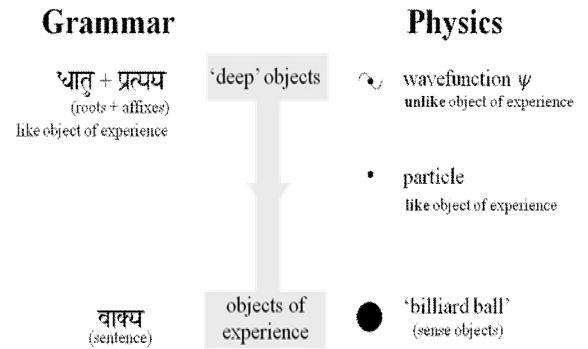 Grammar
Physics
धातु + प्रत्यय
(roots + affixes)
like object of experience
'deep' objects
wavefunction ψ
unlike object of experience
particle
like object of experience
वाक्य
(sentence)
objects of
experience
'billiard ball'
(sense objects)